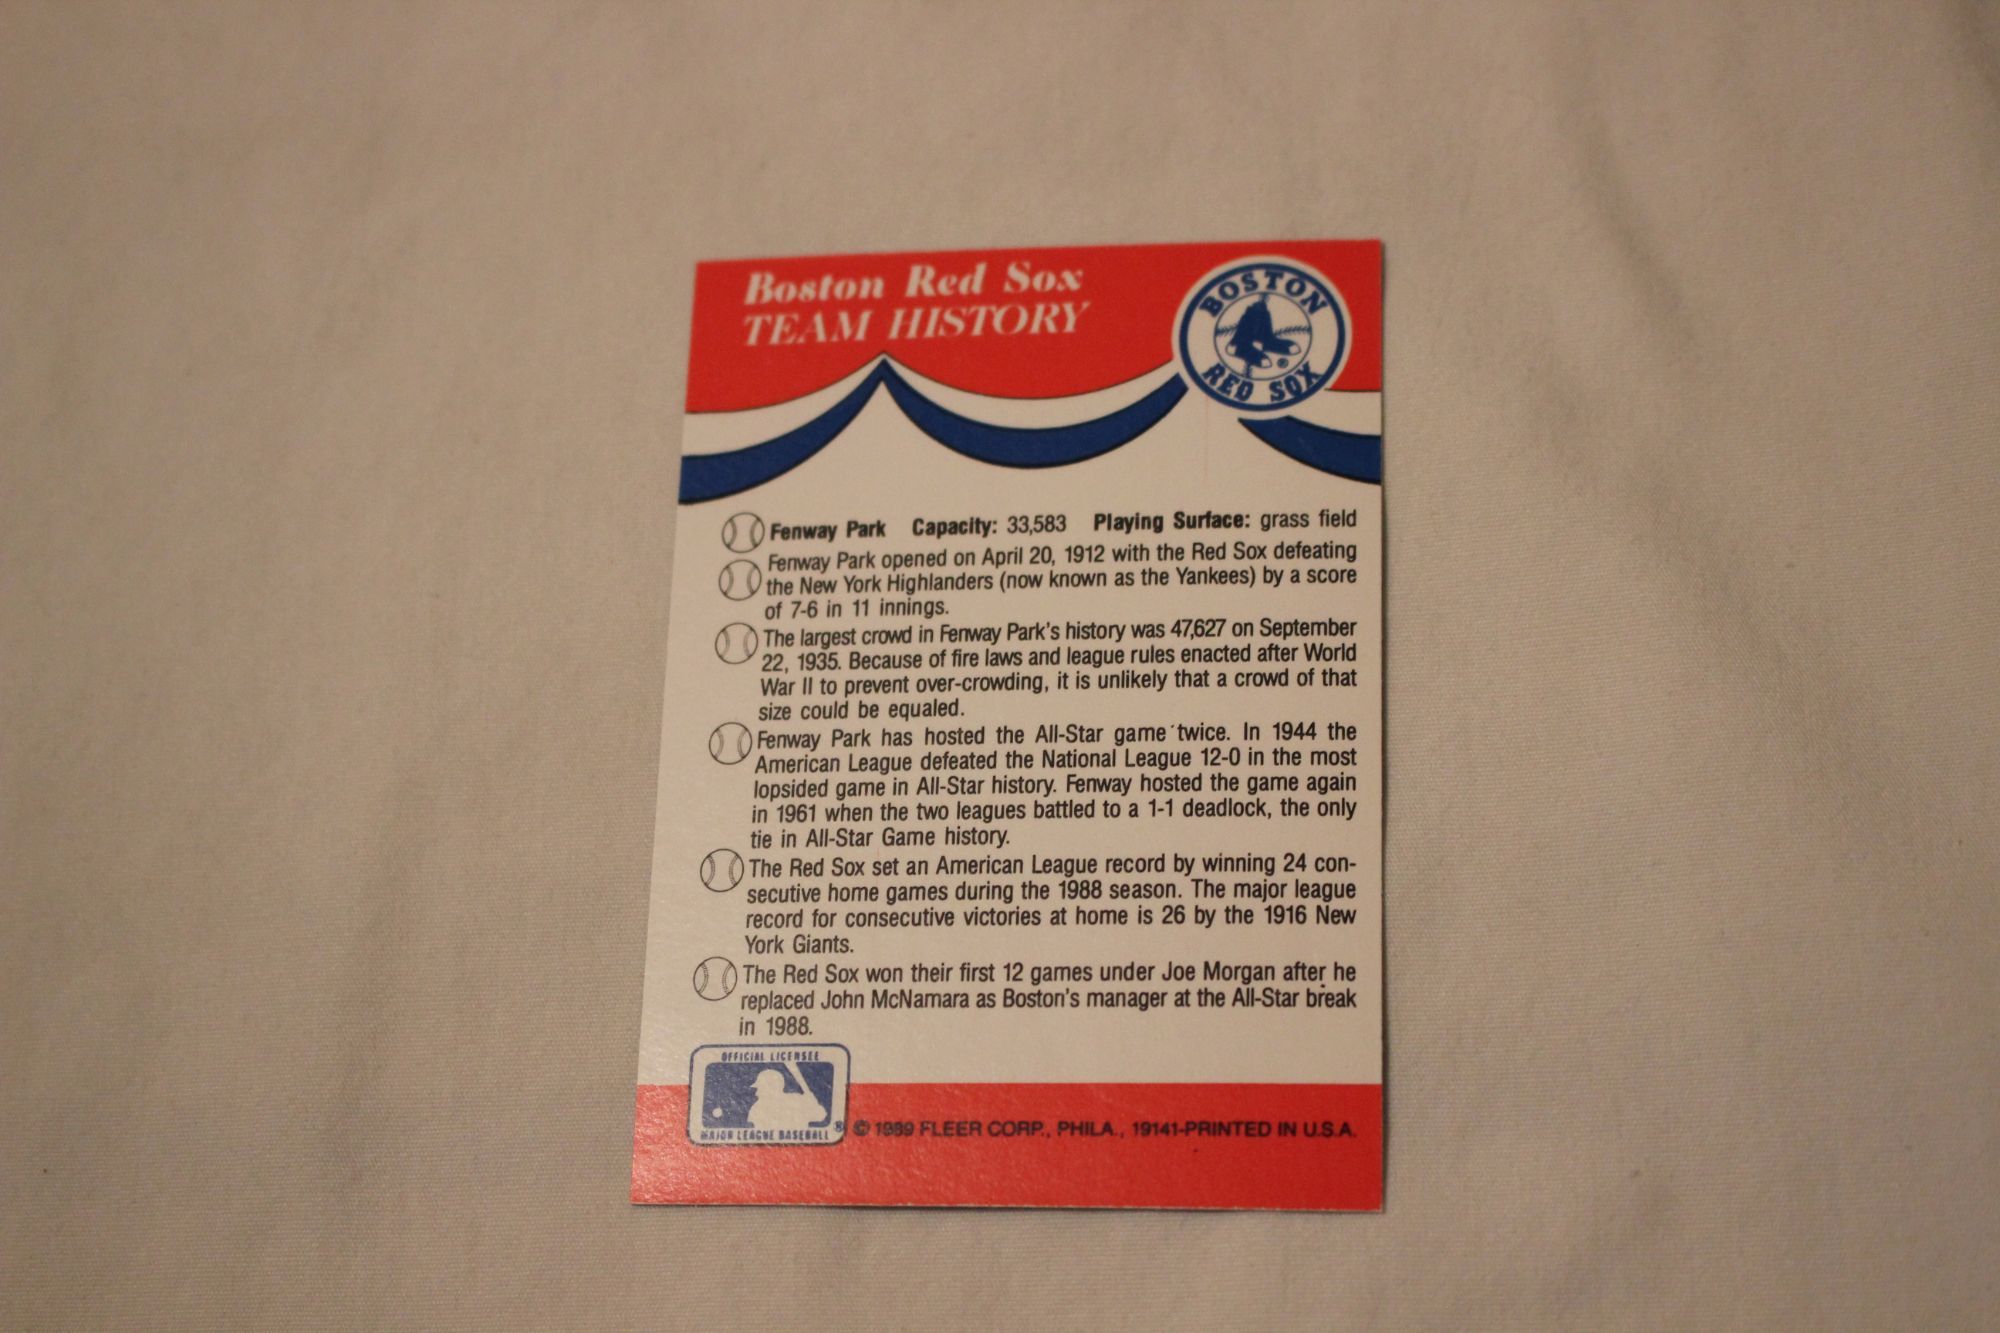 Boston Red Sox
TEAM HISTORY
BOSTON
RED SOX
®
Fenway Park Capacity: 33,583 Playing Surface: grass field
Fenway Park opened on April 20, 1912 with the Red Sox defeating
the New York Highlanders (now known as the Yankees) by a score
of 7-6 in 11 innings.
The largest crowd in Fenway Park's history was 47,627 on September
22, 1935. Because of fire laws and league rules enacted after World
War II to prevent over-crowding, it is unlikely that a crowd of that
size could be equaled.
Fenway Park has hosted the All-Star game twice. In 1944 the
American League defeated the National League 12-0 in the most
lopsided game in All-Star history. Fenway hosted the game again
in 1961 when the two leagues battled to a 1-1 deadlock, the only
tie in All-Star Game history.
The Red Sox set an American League record by winning 24 con-
secutive home games during the 1988 season. The major league
record for consecutive victories at home is 26 by the 1916 New
York Giants.
The Red Sox won their first 12 games under Joe Morgan after he
replaced John McNamara as Boston's manager at the All-Star break
in 1988.
OFFICIAL LICENSEE
MAJOR LEAGUE BASEBALL ®
© 1989 FLEER CORP., PHILA., 19141-PRINTED IN U.S.A.